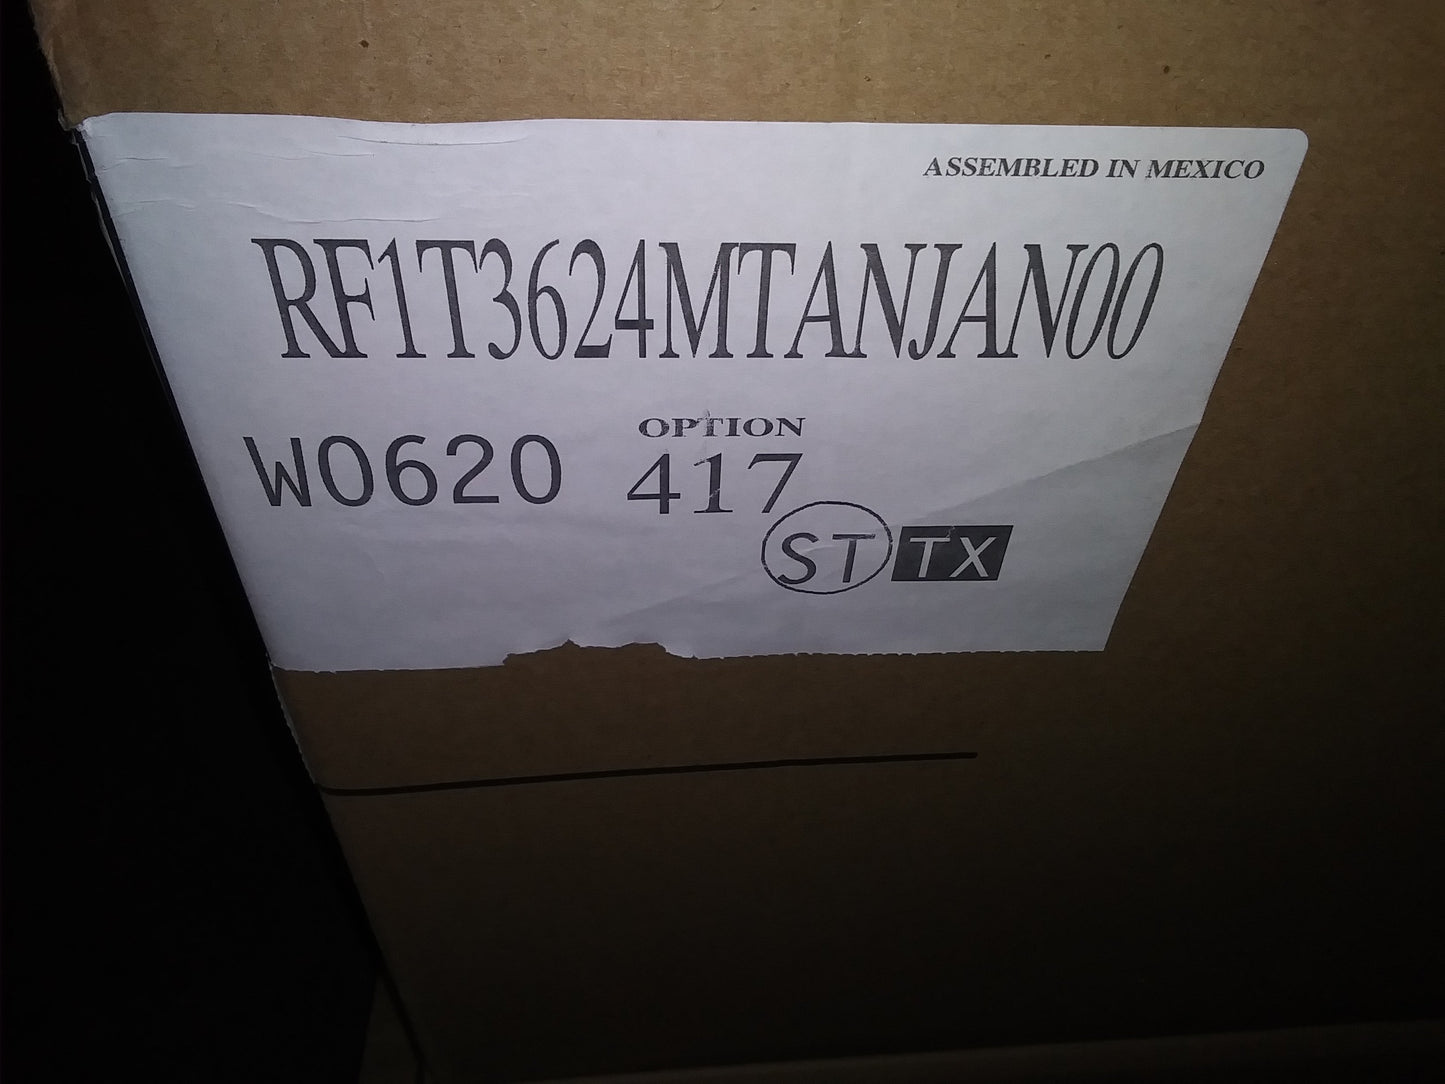 ASSEMBLED IN MEXICO
RF1T3624MTANJAN00
W0620
OPTION
417
ST TX